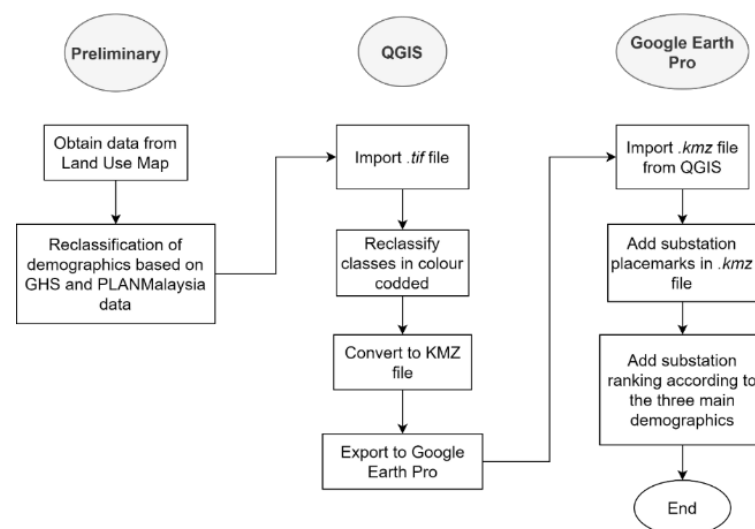 Preliminary
Obtain data from
Land Use Map
Reclassification of
demographics based on
GHS and PLANMalaysia
data
QGIS
Import .tif file
Reclassify
classes in colour
codded
Convert to KMZ
file
Export to Google
Earth Pro
Google Earth
Pro
Import .kmz file
from QGIS
Add substation
placemarks in .kmz
file
Add substation
ranking according to
the three main
demographics
End